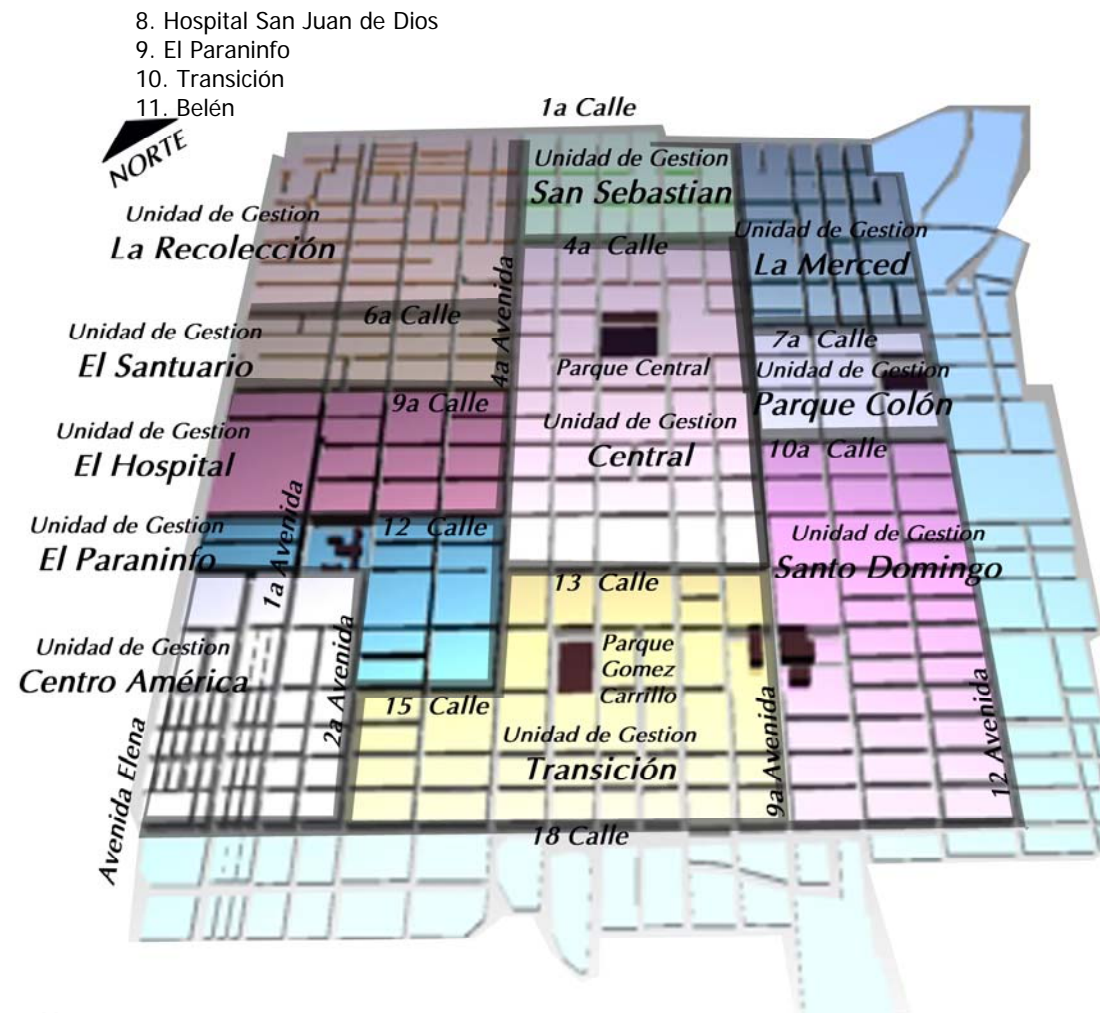 8. Hospital San Juan de Dios
9. El Paraninfo
10. Transición
11. Belén
NORTE
1a Calle
Unidad de Gestion
San Sebastian
Unidad de Gestion
La Recolección
Unidad de Gestion
La Merced
4a Calle
4a Avenida
6a Calle
Unidad de Gestion
El Santuario
7a Calle
Parque Central
Unidad de Gestion
Parque Colón
9a Calle
Unidad de Gestion
El Hospital
Unidad de Gestion
Central
10a Calle
Unidad de Gestion
El Paraninfo
1a Avenida
12 Calle
Unidad de Gestion
Santo Domingo
13 Calle
Unidad de Gestion
Centro América
2a Avenida
Parque
Gomez
Carrillo
15 Calle
Unidad de Gestion
Transición
9a Avenida
12 Avenida
Avenida Elena
18 Calle